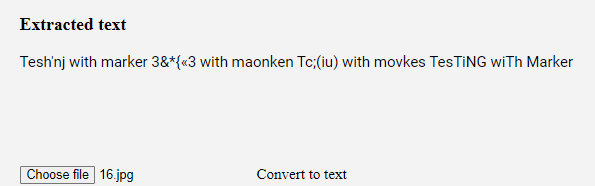 Extracted text
Tesh'nj with marker 3&*{«3 with maonken Tc;(iu) with movkes TesTiNG wiTh Marker
Choose file 16.jpg Convert to text